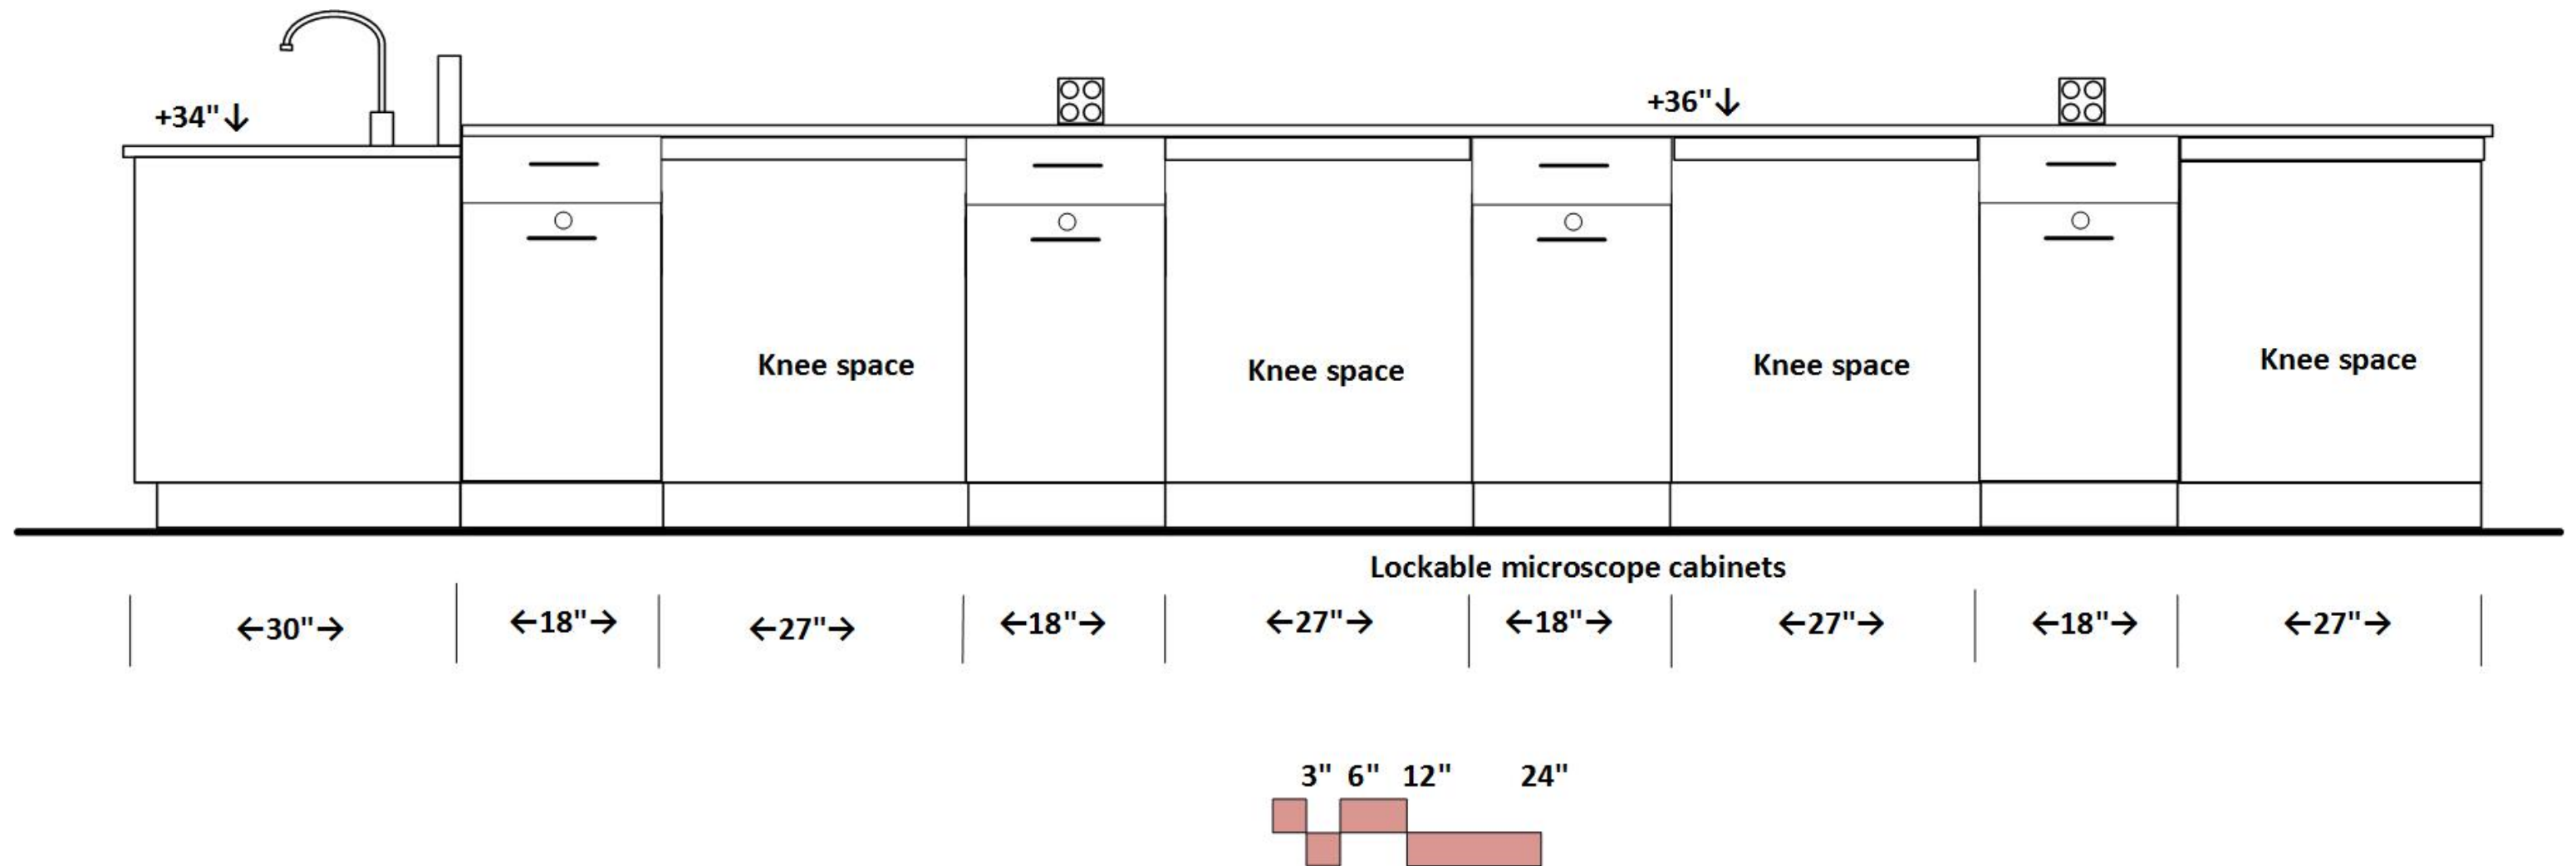 +34"↓
+36"↓
Knee space
Knee space
Knee space
Knee space
Lockable microscope cabinets
←30"→ ←18"→ ←27"→ ←18"→ ←27"→ ←18"→ ←27"→ ←18"→ ←27"→
3" 6" 12" 24"